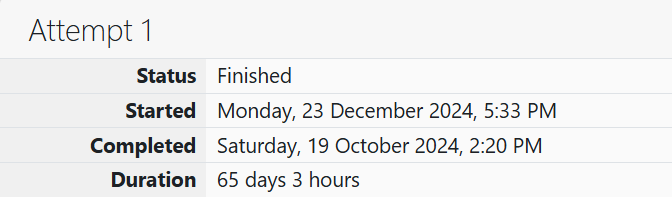 Attempt 1
Status Finished
Started Monday, 23 December 2024, 5:33 PM
Completed Saturday, 19 October 2024, 2:20 PM
Duration 65 days 3 hours